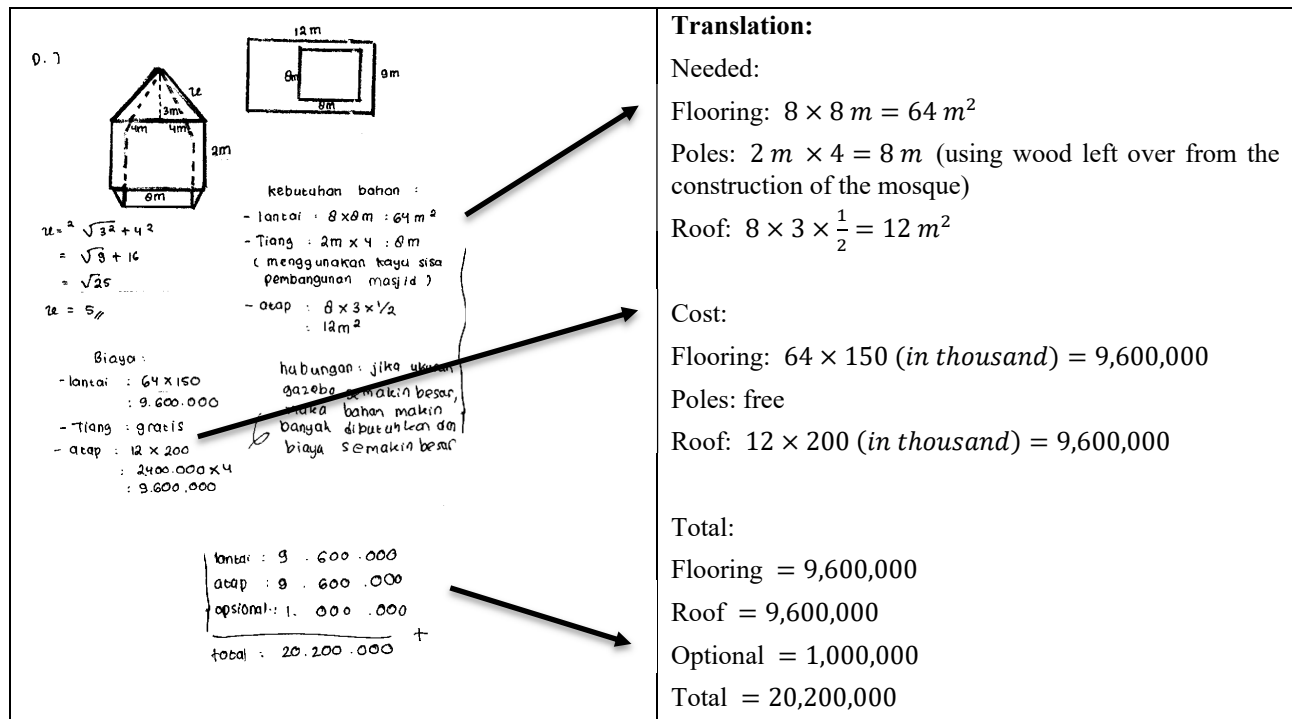 D. 7
12 m
8m
9m
8m
x
3m
4m
4m
2m
8m
x = ² √3² + 4²
= √9 + 16
= √25
x = 5 //
kebutuhan bahan :
- lantai : 8 x 8m : 64 m²
- Tiang : 2m x 4 : 8m
( menggunakan kayu sisa
pembangunan masjid )
- atap : 8 x 3 x 1/2
: 12 m²
Biaya :
- lantai : 64 x 150
: 9.600.000
- Tiang : gratis
- atap : 12 x 200
: 2400.000 x 4
: 9.600.000
hubungan : jika ukuran
gazebo semakin besar,
maka bahan makin
banyak dibutuhkan dan
biaya semakin besar
lantai : 9 . 600 . 000
atap : 9 . 600 . 000
opsional : 1. 000 . 000
+
total : 20.200.000
Translation:
Needed:
Flooring: 8 × 8 m = 64 m²
Poles: 2 m × 4 = 8 m (using wood left over from the
construction of the mosque)
Roof: 8 × 3 × 1/2 = 12 m²
Cost:
Flooring: 64 × 150 (in thousand) = 9,600,000
Poles: free
Roof: 12 × 200 (in thousand) = 9,600,000
Total:
Flooring = 9,600,000
Roof = 9,600,000
Optional = 1,000,000
Total = 20,200,000